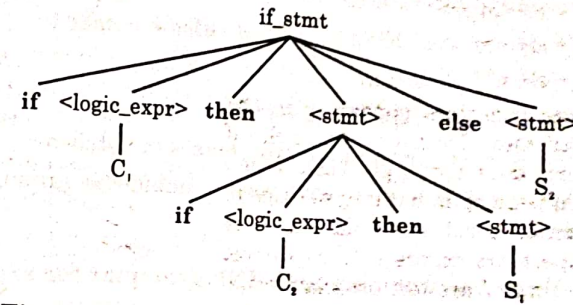 if_stmt
if <logic_expr> then <stmt> else <stmt>
C₁ S₂
if <logic_expr> then <stmt>
C₂ S₁